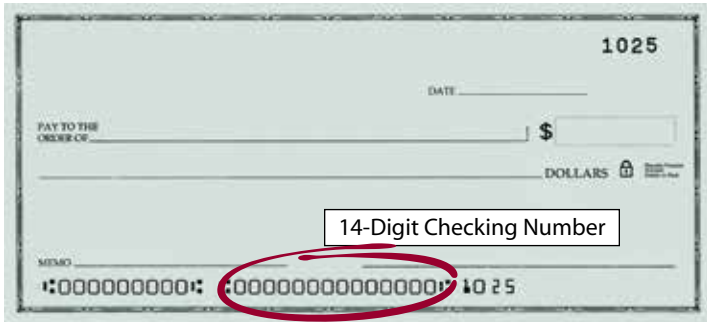 1025
DATE
PAY TO THE
ORDER OF
$
DOLLARS
14-Digit Checking Number
MEMO
⑆000000000⑆ ⑆00000000000000⑆ 1025